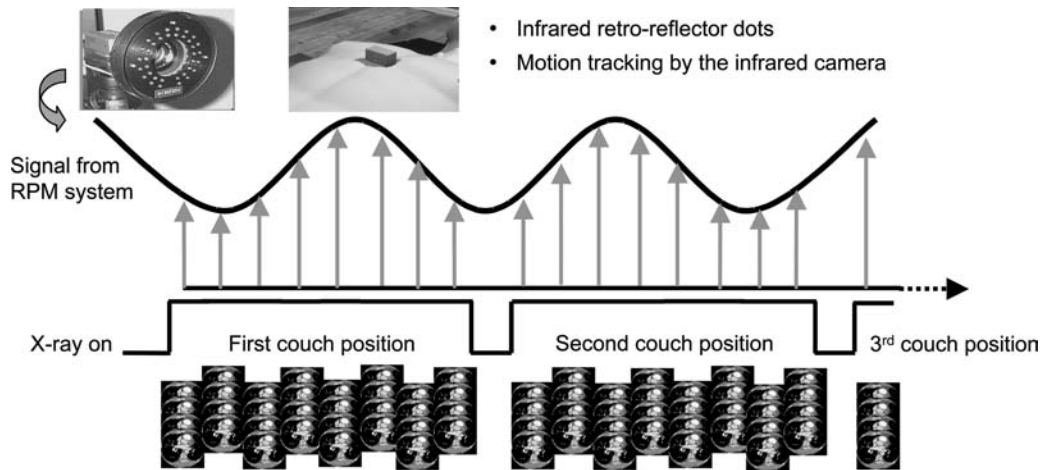 • Infrared retro-reflector dots
• Motion tracking by the infrared camera
Signal from
RPM system
X-ray on
First couch position
Second couch position
3rd couch position